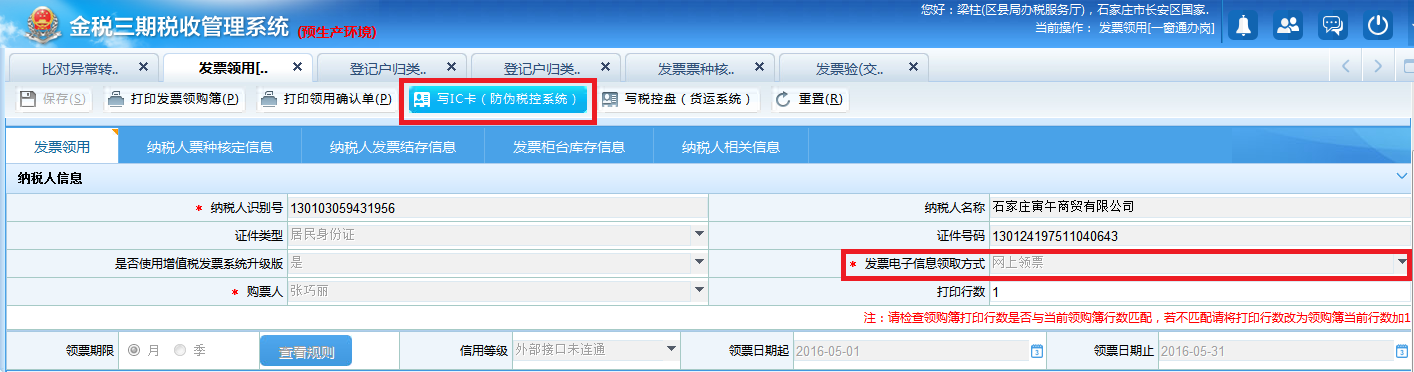 您好：梁柱(区县局办税服务厅)，石家庄市长安区国家.
金税三期税收管理系统 (预生产环境)
当前操作： 发票领用[一窗通办岗]
比对异常转.. × 发票领用[.. × 登记户归类.. × 登记户归类.. × 发票票种核.. × 发票验(交.. ×
保存(S) 打印发票领购簿(P) 打印领用确认单(P) 写IC卡（防伪税控系统） 写税控盘（货运系统） 重置(R)
发票领用 纳税人票种核定信息 纳税人发票结存信息 发票柜台库存信息 纳税人相关信息
纳税人信息
* 纳税人识别号 130103059431956 纳税人名称 石家庄寅午商贸有限公司
证件类型 居民身份证 证件号码 130124197511040643
是否使用增值税发票系统升级版 是 * 发票电子信息领取方式 网上领票
* 购票人 张巧丽 打印行数 1
注：请检查领购簿打印行数是否与当前领购簿行数匹配，若不匹配请将打印行数改为领购簿当前行数加1
领票期限 月 季 查看规则 信用等级 外部接口未连通 领票日期起 2016-05-01 领票日期止 2016-05-31